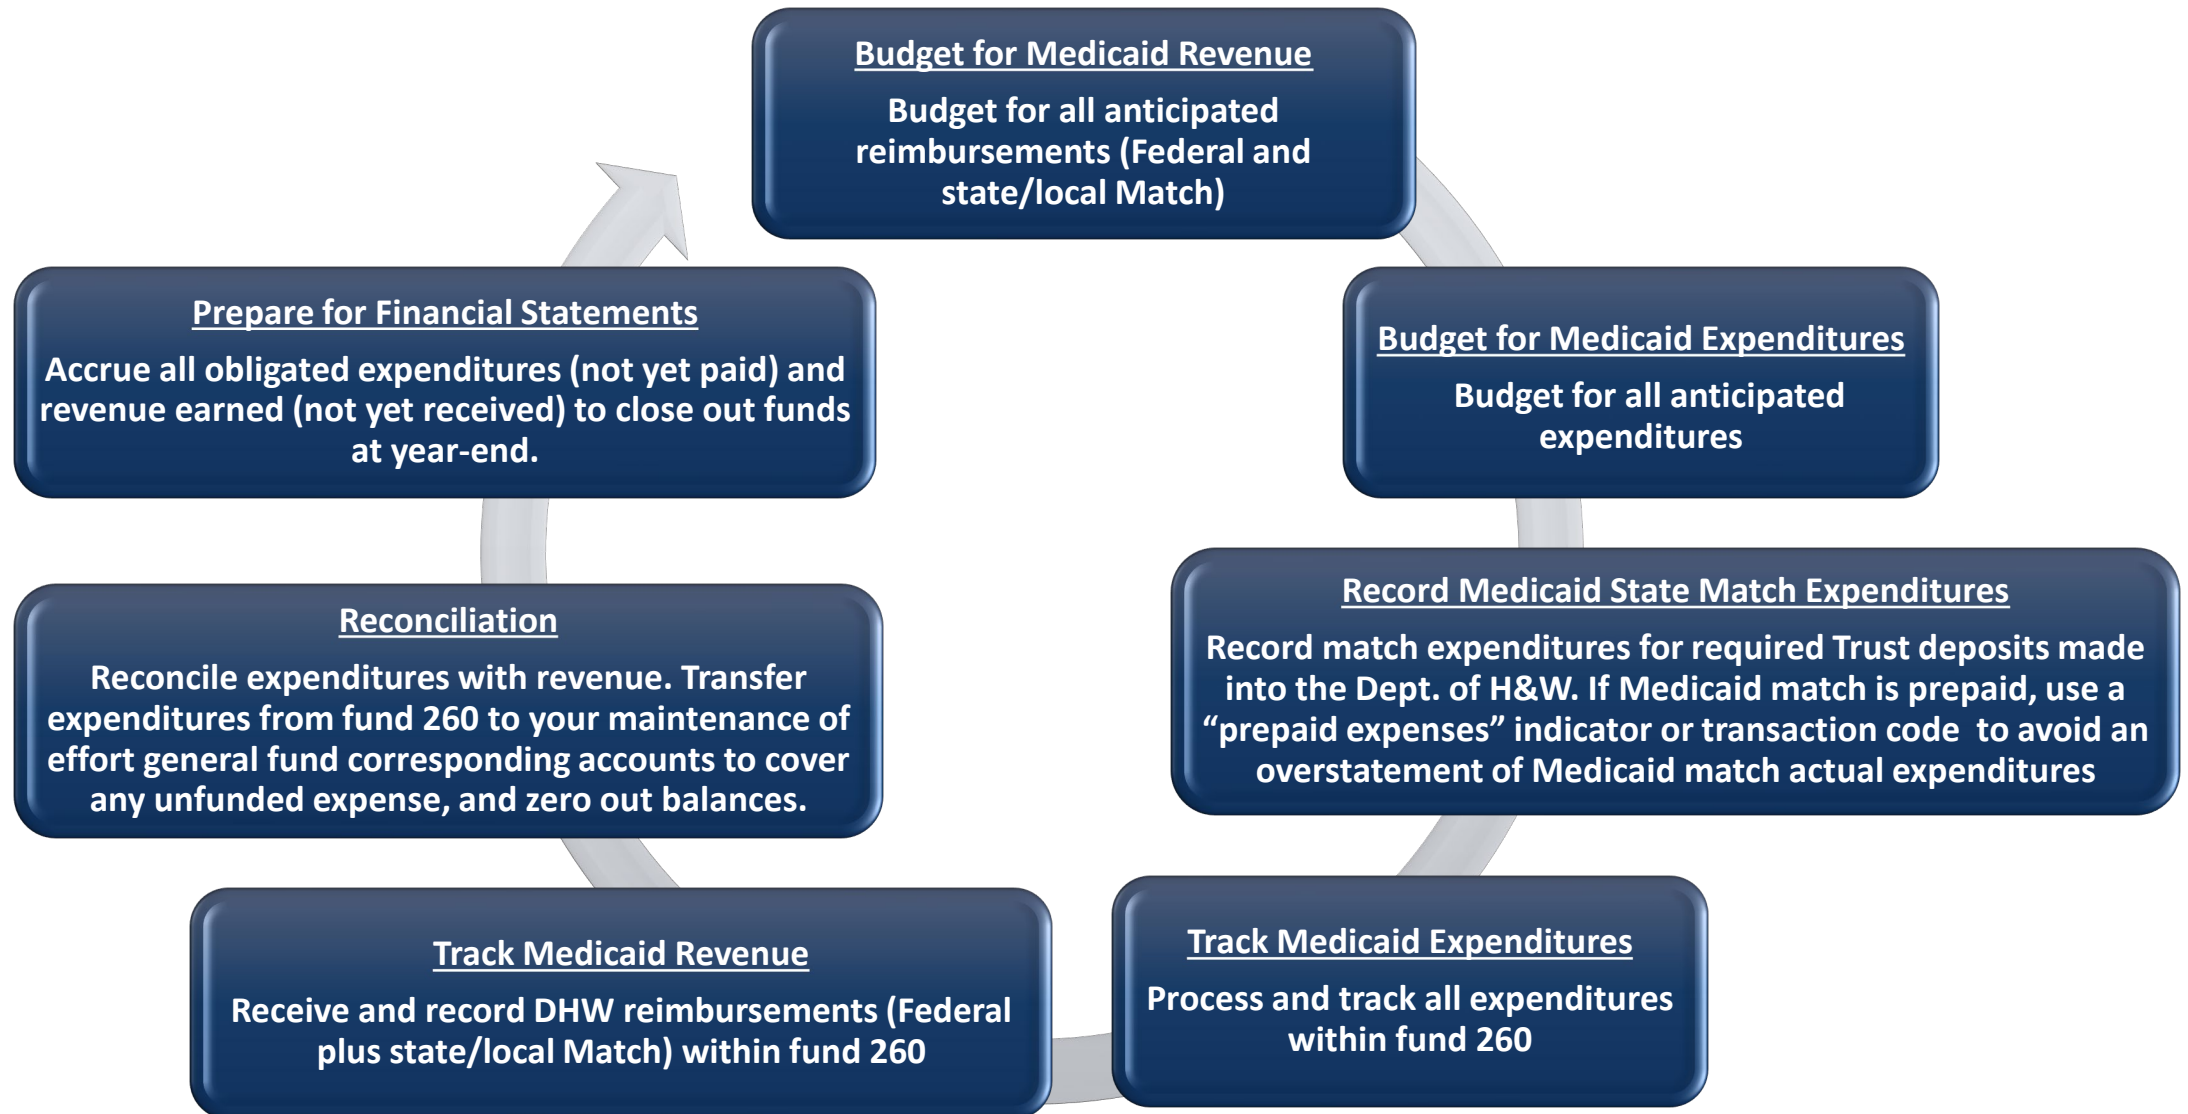 Budget for Medicaid Revenue
Budget for all anticipated
reimbursements (Federal and
state/local Match)
Budget for Medicaid Expenditures
Budget for all anticipated
expenditures
Record Medicaid State Match Expenditures
Record match expenditures for required Trust deposits made
into the Dept. of H&W. If Medicaid match is prepaid, use a
“prepaid expenses” indicator or transaction code  to avoid an
overstatement of Medicaid match actual expenditures
Track Medicaid Expenditures
Process and track all expenditures
within fund 260
Track Medicaid Revenue
Receive and record DHW reimbursements (Federal
plus state/local Match) within fund 260
Reconciliation
Reconcile expenditures with revenue. Transfer
expenditures from fund 260 to your maintenance of
effort general fund corresponding accounts to cover
any unfunded expense, and zero out balances.
Prepare for Financial Statements
Accrue all obligated expenditures (not yet paid) and
revenue earned (not yet received) to close out funds
at year-end.